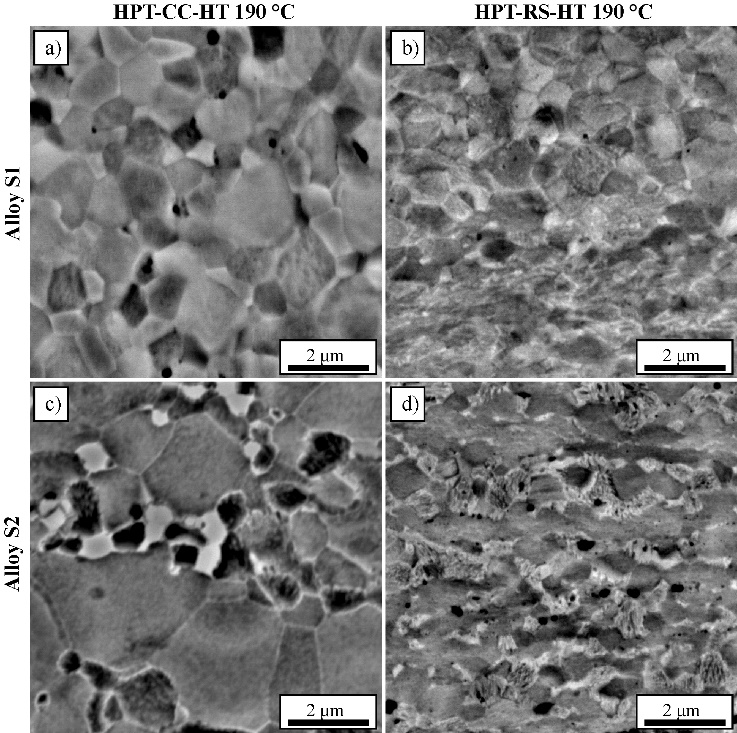 HPT-CC-HT 190 °C
HPT-RS-HT 190 °C
Alloy S1
a)
2 μm
b)
2 μm
Alloy S2
c)
2 μm
d)
2 μm